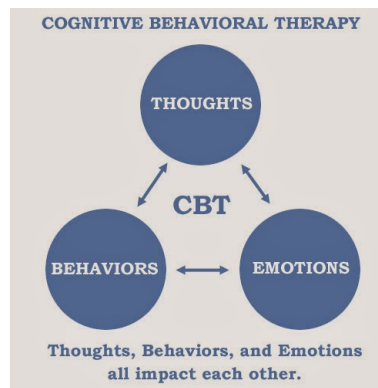 COGNITIVE BEHAVIORAL THERAPY
THOUGHTS
CBT
BEHAVIORS
EMOTIONS
Thoughts, Behaviors, and Emotions
all impact each other.